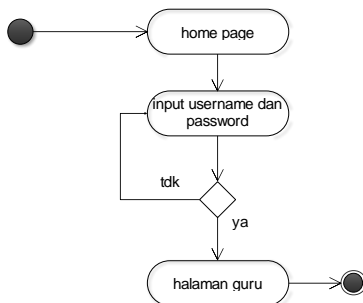 home page
input username dan
password
tdk
ya
halaman guru